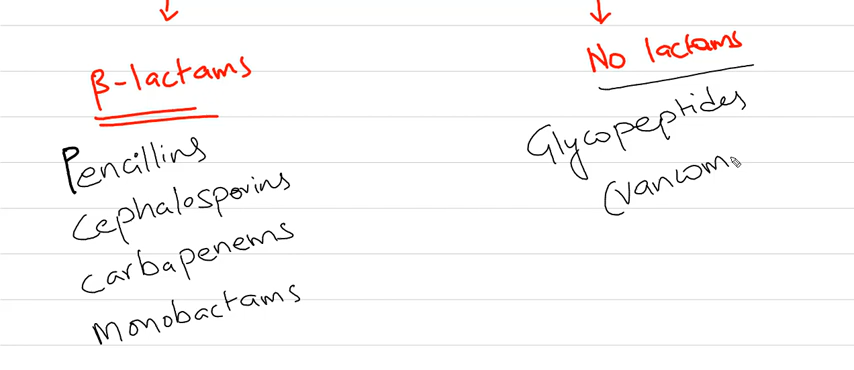 β-lactams
Pencillins
Cephalosporins
Carbapenems
Monobactams
No lactams
Glycopeptides
(vancom